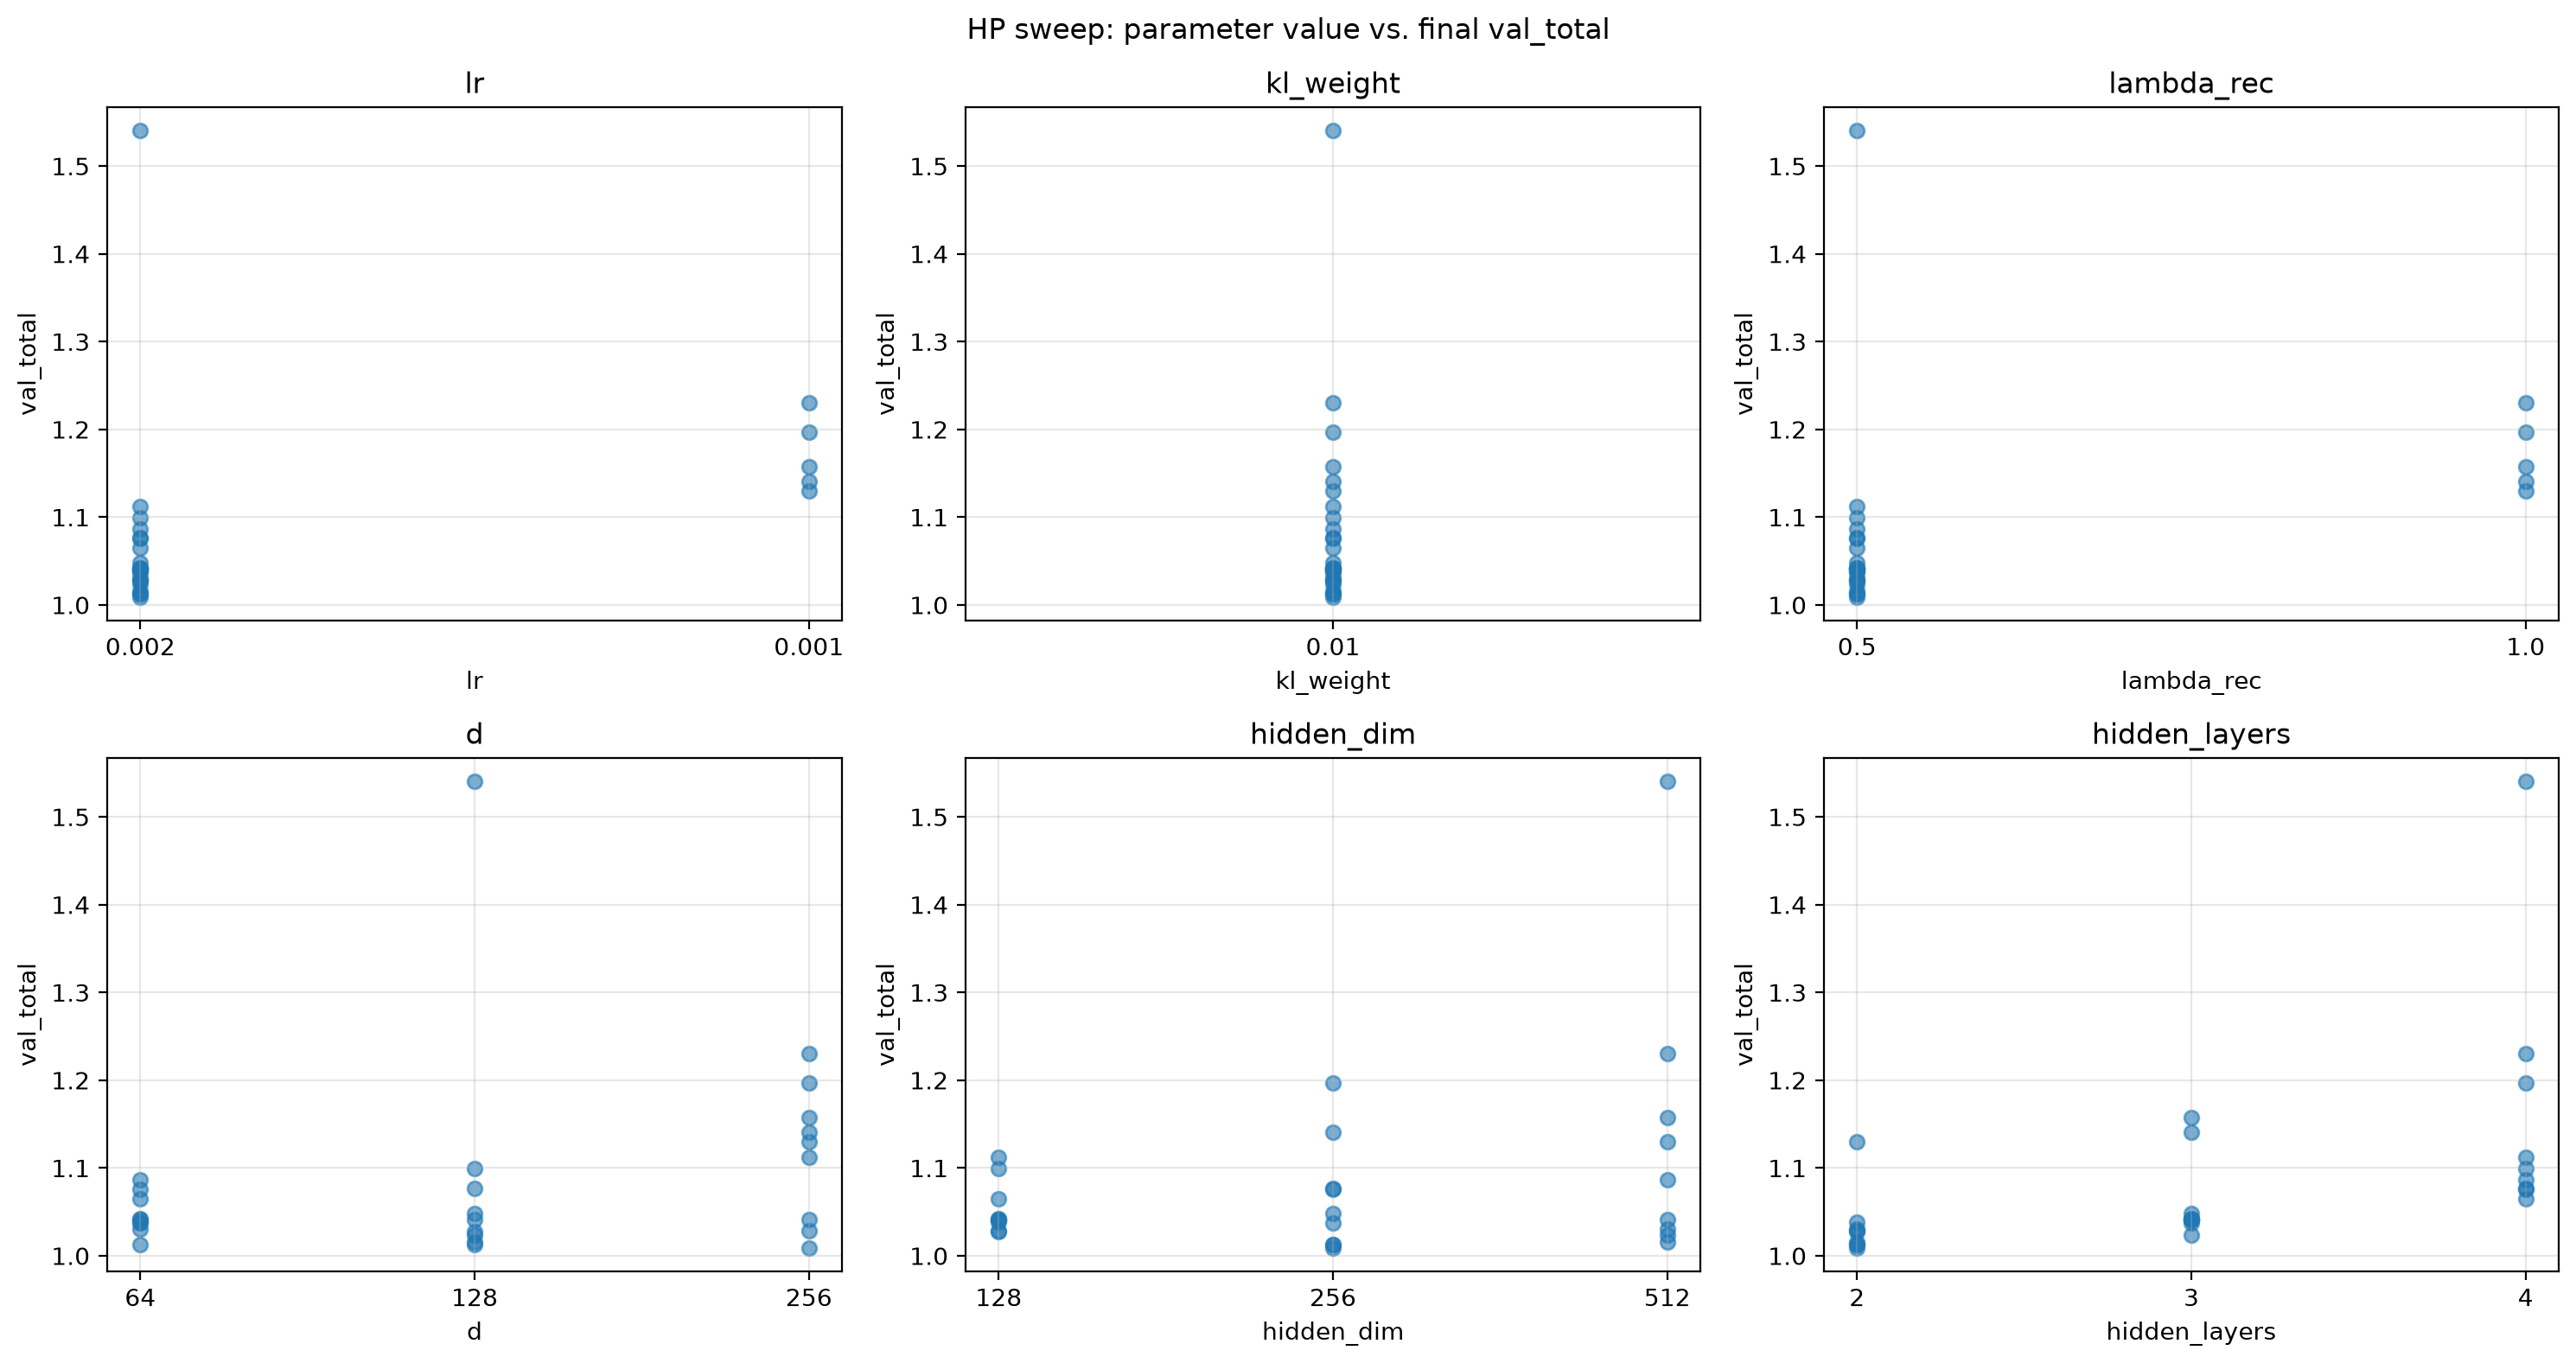 HP sweep: parameter value vs. final val_total
lr
val_total
1.5
1.4
1.3
1.2
1.1
1.0
0.002
0.001
lr
kl_weight
val_total
1.5
1.4
1.3
1.2
1.1
1.0
0.01
kl_weight
lambda_rec
val_total
1.5
1.4
1.3
1.2
1.1
1.0
0.5
1.0
lambda_rec
d
val_total
1.5
1.4
1.3
1.2
1.1
1.0
64
128
256
d
hidden_dim
val_total
1.5
1.4
1.3
1.2
1.1
1.0
128
256
512
hidden_dim
hidden_layers
val_total
1.5
1.4
1.3
1.2
1.1
1.0
2
3
4
hidden_layers